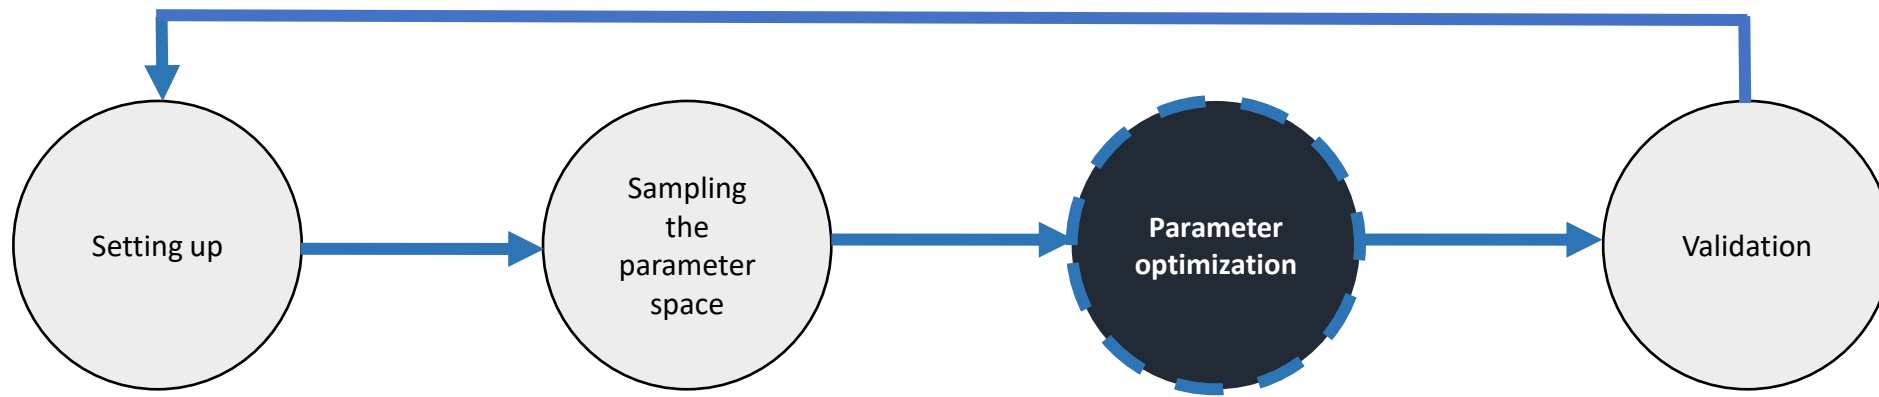 Setting up
Sampling
the
parameter
space
Parameter
optimization
Validation